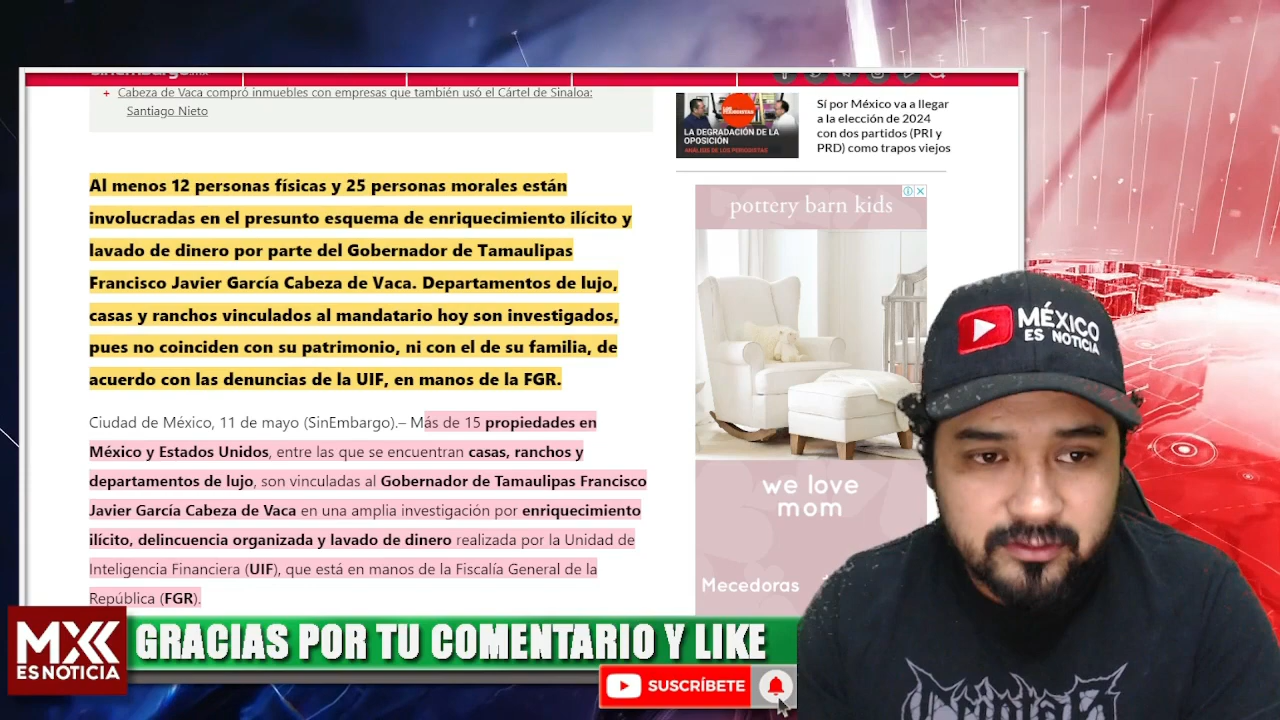 SinEmbargo.MX
+ Cabeza de Vaca compró inmuebles con empresas que también usó el Cártel de Sinaloa:
Santiago Nieto
Al menos 12 personas físicas y 25 personas morales están
involucradas en el presunto esquema de enriquecimiento ilícito y
lavado de dinero por parte del Gobernador de Tamaulipas
Francisco Javier García Cabeza de Vaca. Departamentos de lujo,
casas y ranchos vinculados al mandatario hoy son investigados,
pues no coinciden con su patrimonio, ni con el de su familia, de
acuerdo con las denuncias de la UIF, en manos de la FGR.
Ciudad de México, 11 de mayo (SinEmbargo).– Más de 15 propiedades en
México y Estados Unidos, entre las que se encuentran casas, ranchos y
departamentos de lujo, son vinculadas al Gobernador de Tamaulipas Francisco
Javier García Cabeza de Vaca en una amplia investigación por enriquecimiento
ilícito, delincuencia organizada y lavado de dinero realizada por la Unidad de
Inteligencia Financiera (UIF), que está en manos de la Fiscalía General de la
República (FGR).
LA DEGRADACIÓN DE LA
OPOSICIÓN
ANÁLISIS DE LOS PERIODISTAS
Sí por México va a llegar
a la elección de 2024
con dos partidos (PRI y
PRD) como trapos viejos
pottery barn kids
we love
mom
Mecedoras
MÉXICO
ES NOTICIA
MX
ES NOTICIA
GRACIAS POR TU COMENTARIO Y LIKE
SUSCRÍBETE